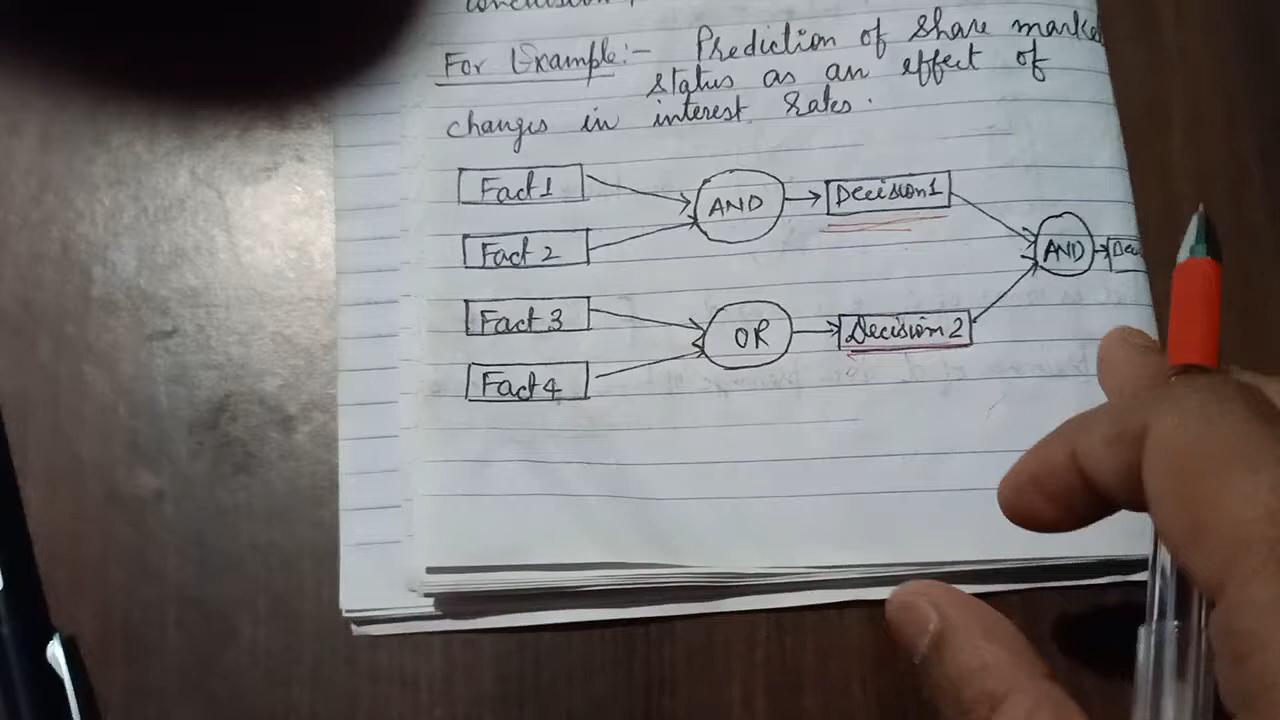 conclusion,
For Example:- Prediction of share market
status as an effect of
changes in interest rates.
Fact 1
AND
Decision 1
Fact 2
AND
Fact 3
OR
Decision 2
Fact 4